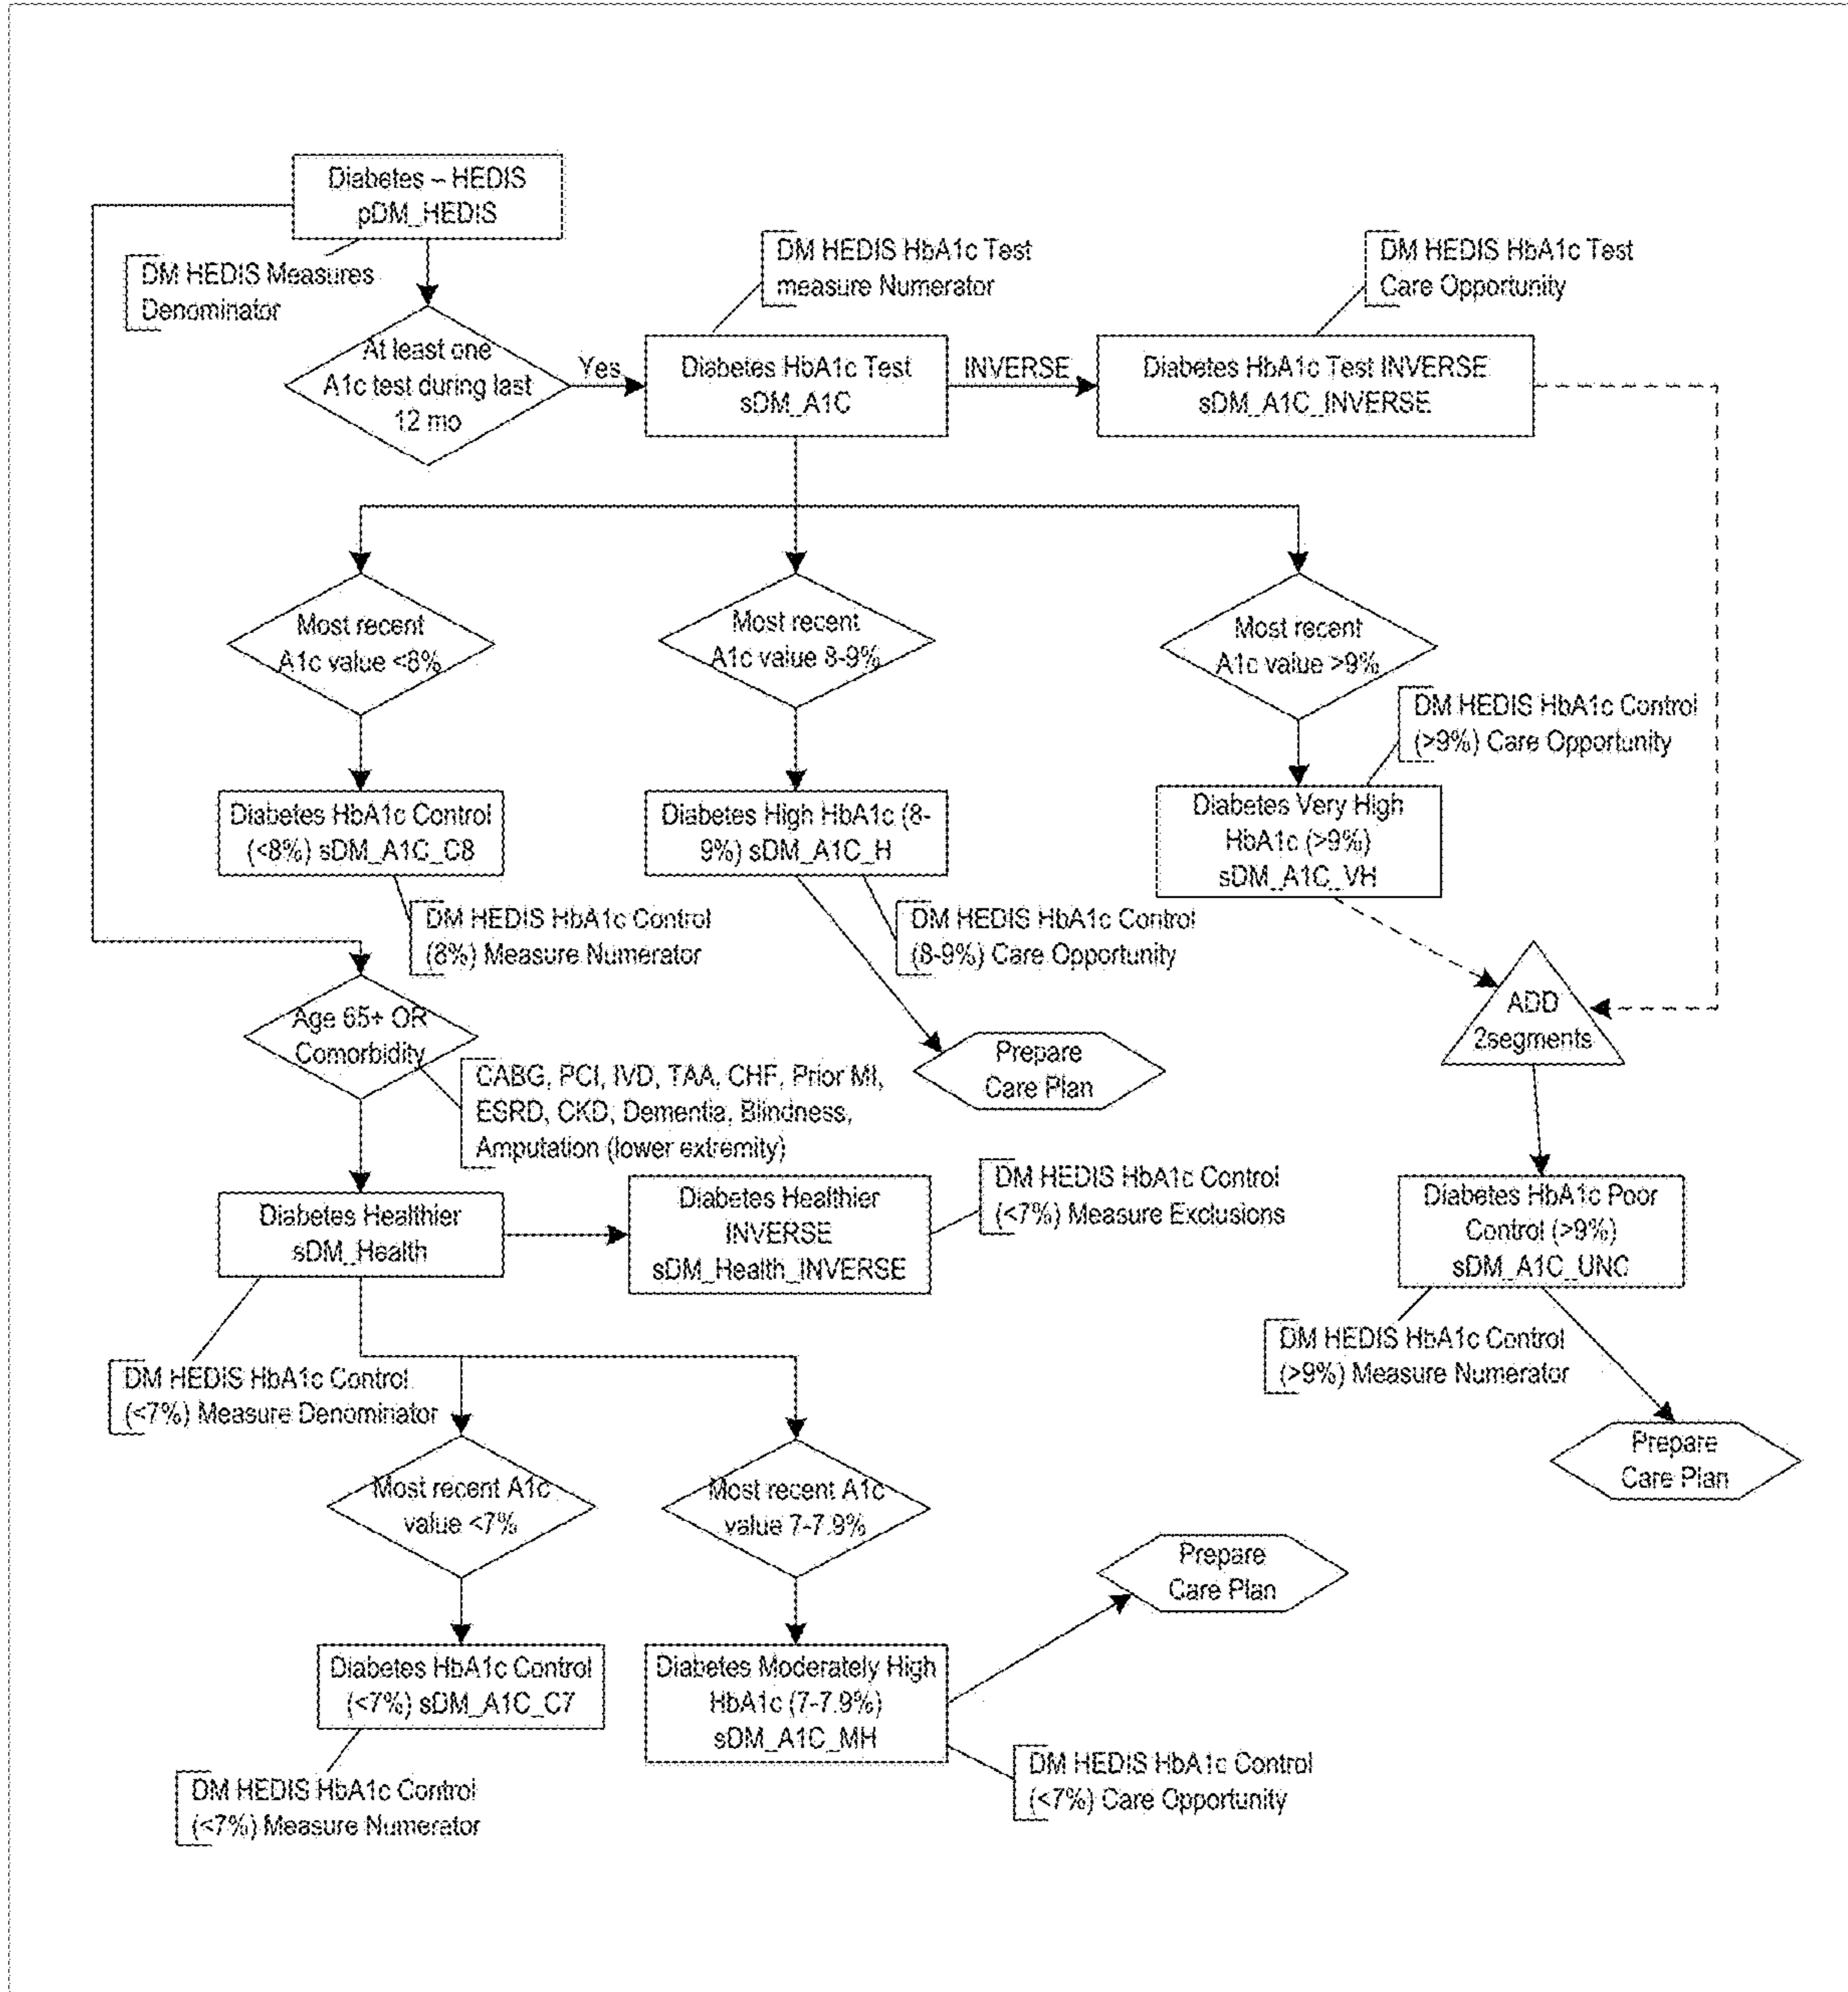 Diabetes – HEDIS
pDM_HEDIS
DM HEDIS Measures
Denominator
At least one
A1c test during last
12 mo
Yes
DM HEDIS HbA1c Test
measure Numerator
Diabetes HbA1c Test
sDM_A1C
INVERSE
DM HEDIS HbA1c Test
Care Opportunity
Diabetes HbA1c Test INVERSE
sDM_A1C_INVERSE
Most recent
A1c value <8%
Most recent
A1c value 8-9%
Most recent
A1c value >9%
DM HEDIS HbA1c Control
(>9%) Care Opportunity
Diabetes HbA1c Control
(<8%) sDM_A1C_C8
Diabetes High HbA1c (8-
9%) sDM_A1C_H
Diabetes Very High
HbA1c (>9%)
sDM_A1C_VH
DM HEDIS HbA1c Control
(8%) Measure Numerator
DM HEDIS HbA1c Control
(8-9%) Care Opportunity
ADD
2segments
Age 65+ OR
Comorbidity
CABG, PCI, IVD, TAA, CHF, Prior MI,
ESRD, CKD, Dementia, Blindness,
Amputation (lower extremity)
Prepare
Care Plan
Diabetes Healthier
sDM_Health
Diabetes Healthier
INVERSE
sDM_Health_INVERSE
DM HEDIS HbA1c Control
(<7%) Measure Exclusions
Diabetes HbA1c Poor
Control (>9%)
sDM_A1C_UNC
DM HEDIS HbA1c Control
(<7%) Measure Denominator
DM HEDIS HbA1c Control
(>9%) Measure Numerator
Prepare
Care Plan
Most recent A1c
value <7%
Most recent A1c
value 7-7.9%
Prepare
Care Plan
Diabetes HbA1c Control
(<7%) sDM_A1C_C7
Diabetes Moderately High
HbA1c (7-7.9%)
sDM_A1C_MH
DM HEDIS HbA1c Control
(<7%) Measure Numerator
DM HEDIS HbA1c Control
(<7%) Care Opportunity